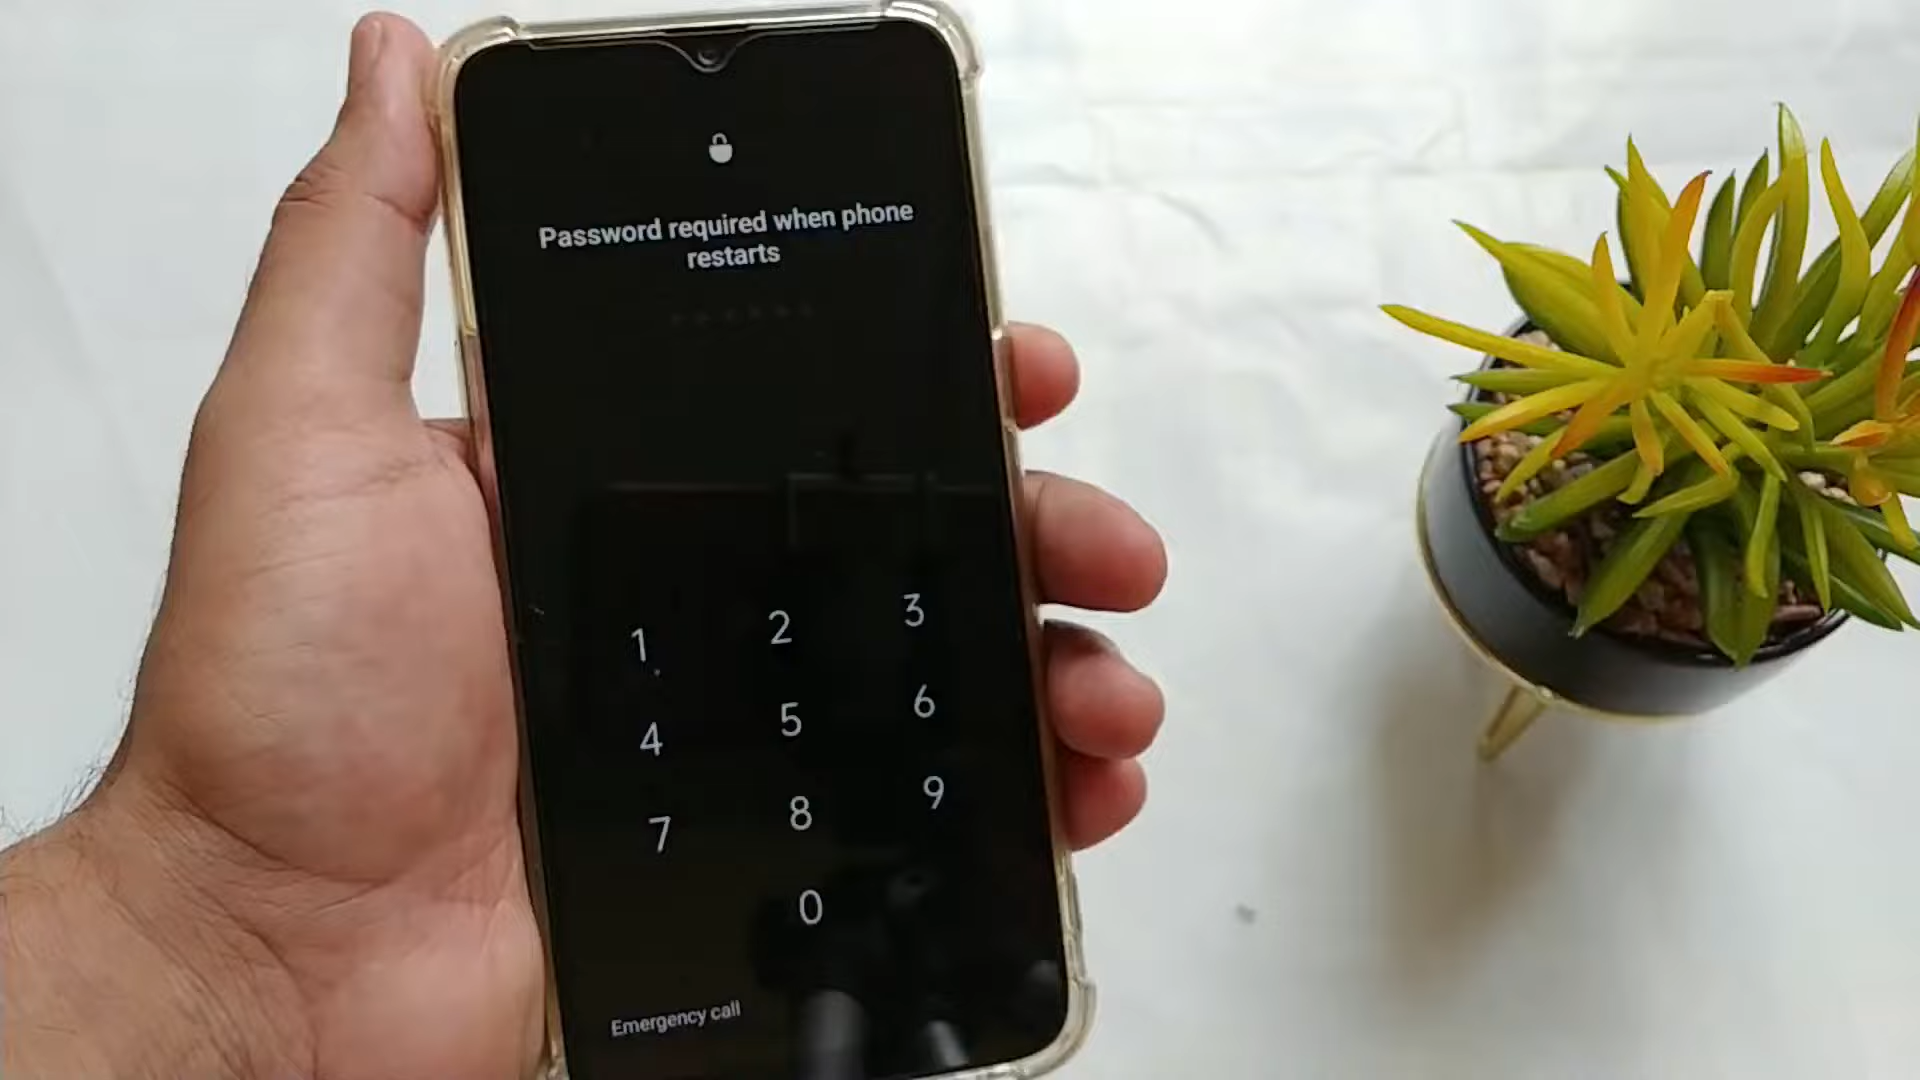 Password required when phone
restarts
1 2 3
4 5 6
7 8 9
0
Emergency call